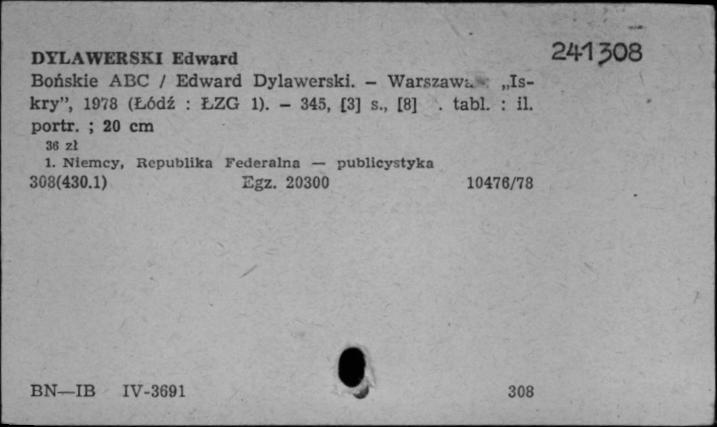 DYLAWERSKI Edward
241308
Bońskie ABC / Edward Dylawerski. – Warszawa : „Is-
kry”, 1978 (Łódź : ŁZG 1). – 345, [3] s., [8] . tabl. : il.
portr. ; 20 cm
36 zł
1. Niemcy, Republika Federalna — publicystyka
308(430.1) Egz. 20300 10476/78
BN—IB IV-3691 308